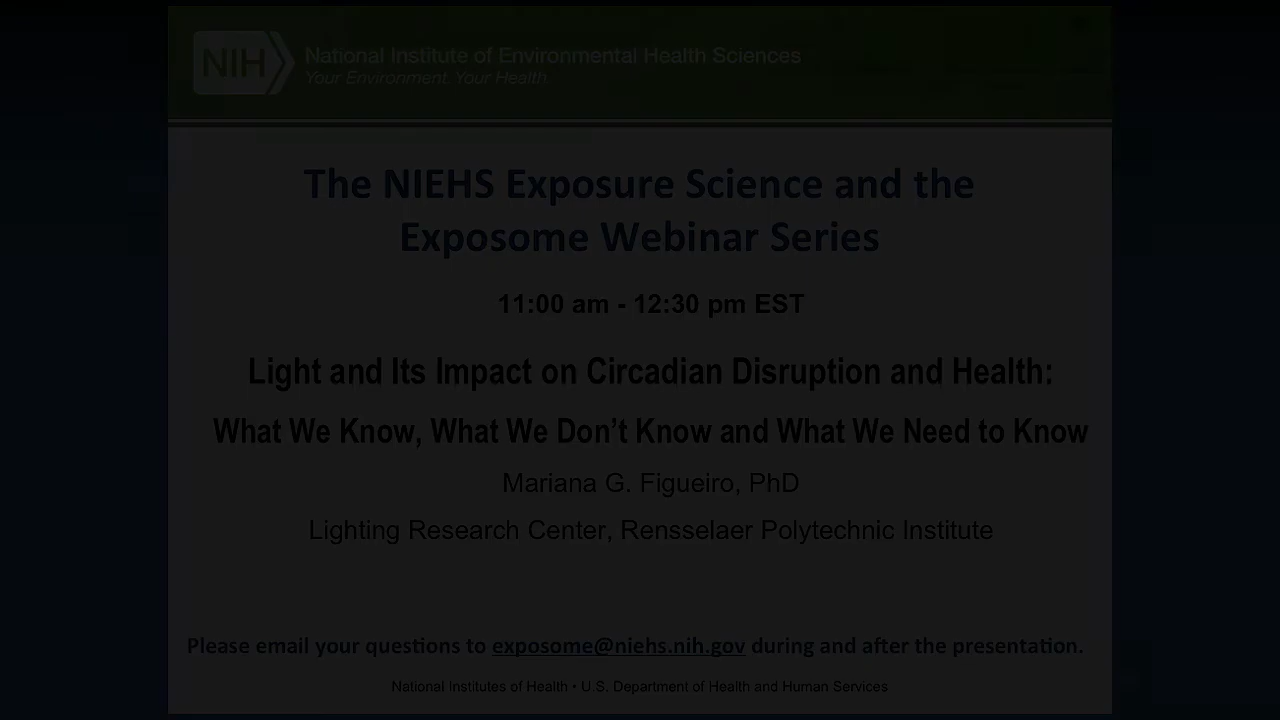 NIH
National Institute of Environmental Health Sciences
Your Environment. Your Health.
The NIEHS Exposure Science and the
Exposome Webinar Series
11:00 am - 12:30 pm EST
Light and Its Impact on Circadian Disruption and Health:
What We Know, What We Don’t Know and What We Need to Know
Mariana G. Figueiro, PhD
Lighting Research Center, Rensselaer Polytechnic Institute
Please email your questions to exposome@niehs.nih.gov during and after the presentation.
National Institutes of Health • U.S. Department of Health and Human Services